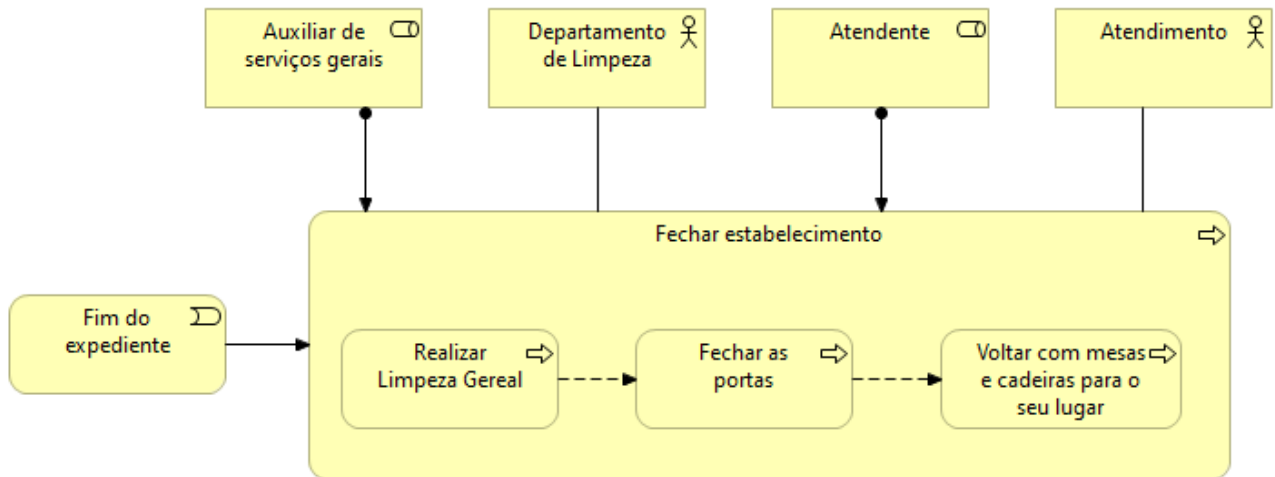 Auxiliar de
serviços gerais
Departamento
de Limpeza
Atendente
Atendimento
Fechar estabelecimento
Fim do
expediente
Realizar
Limpeza Gereal
Fechar as
portas
Voltar com mesas
e cadeiras para o
seu lugar